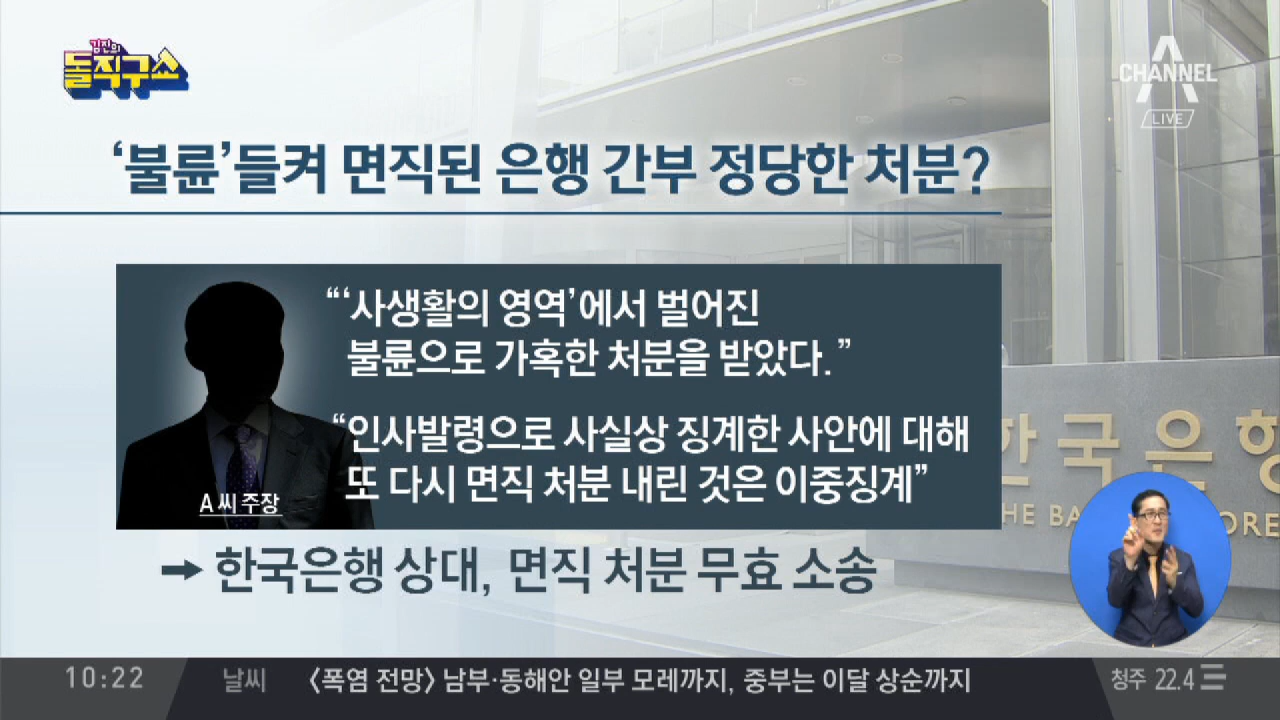 김진의
돌직구쇼
CHANNEL A
LIVE
‘불륜’들켜 면직된 은행 간부 정당한 처분?
“‘사생활의 영역’에서 벌어진
불륜으로 가혹한 처분을 받았다.”
“인사발령으로 사실상 징계한 사안에 대해
또 다시 면직 처분 내린 것은 이중징계”
A 씨 주장
➞ 한국은행 상대, 면직 처분 무효 소송
한국은행
THE BA
ORE
10:22
날씨
〈폭염 전망〉 남부·동해안 일부 모레까지, 중부는 이달 상순까지
청주 22.4